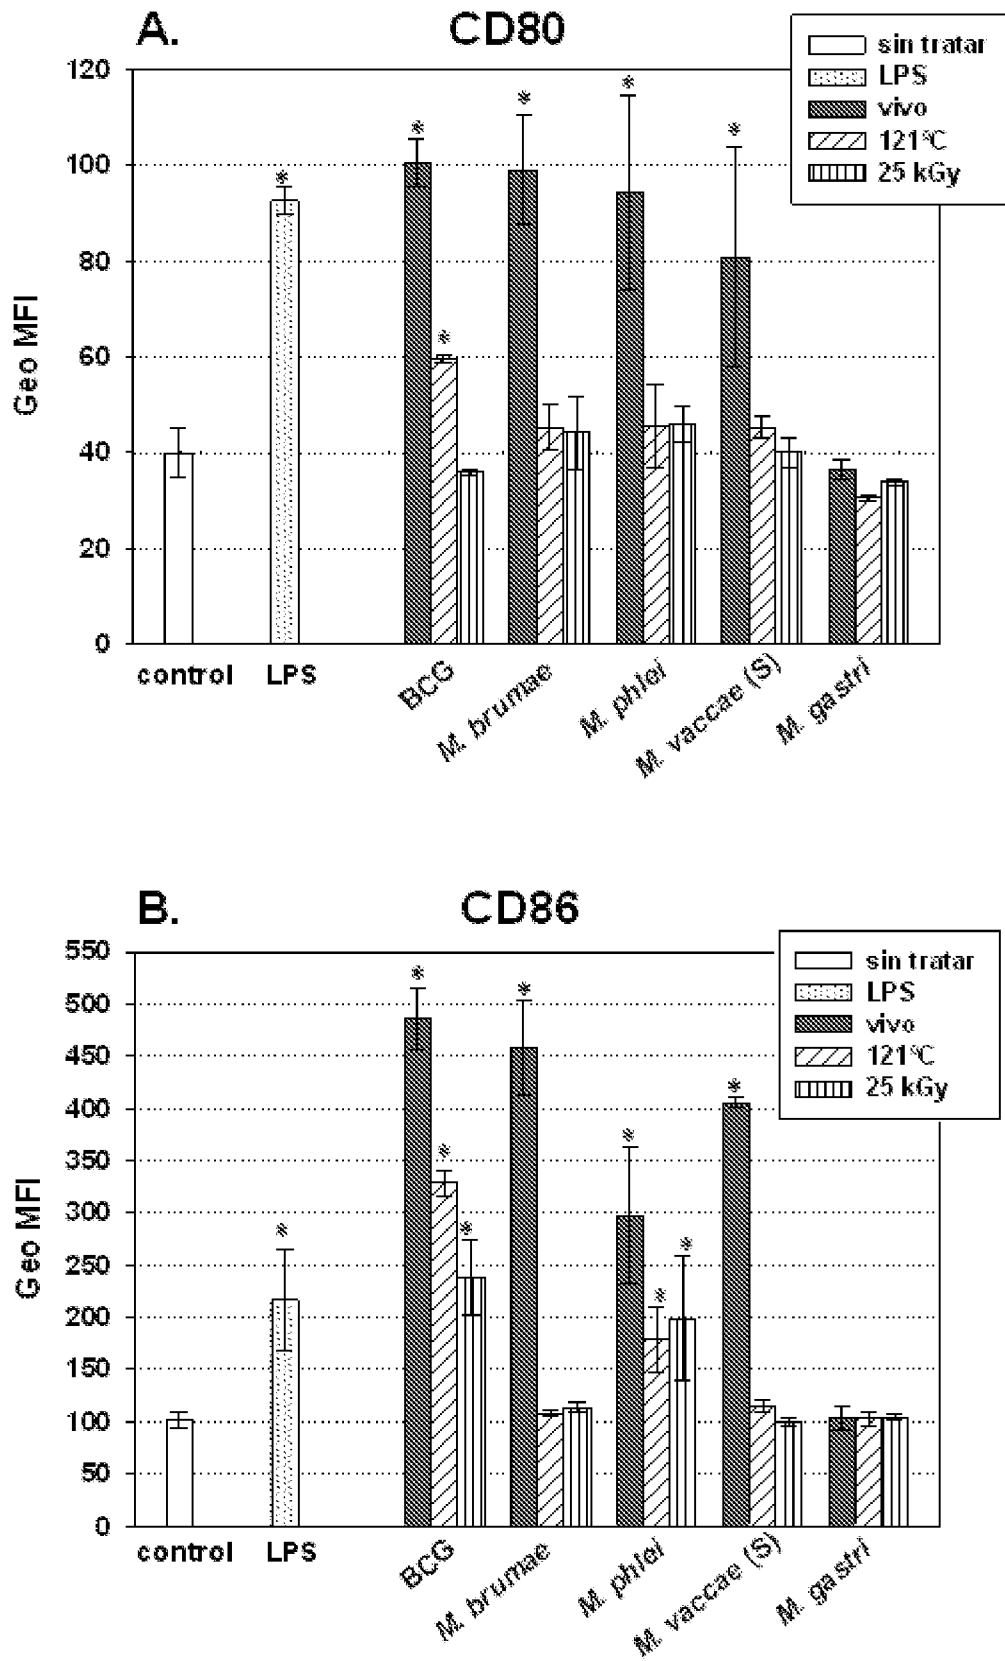 A. CD80
sin tratar
LPS
vivo
121ºC
25 kGy
120
100
80
60
40
20
0
Geo MFI
* * * * * *
control LPS BCG M. brumae M. phlei M. vaccae (S) M. gastri
B. CD86
sin tratar
LPS
vivo
121ºC
25 kGy
550
500
450
400
350
300
250
200
150
100
50
0
Geo MFI
* * * * * * * * *
control LPS BCG M. brumae M. phlei M. vaccae (S) M. gastri